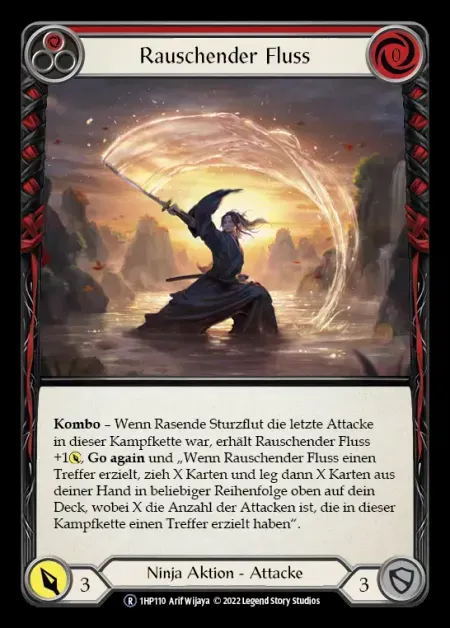 Rauschender Fluss
0
Kombo – Wenn Rasende Sturzflut die letzte Attacke
in dieser Kampfkette war, erhält Rauschender Fluss
+1, Go again und „Wenn Rauschender Fluss einen
Treffer erzielt, zieh X Karten und leg dann X Karten aus
deiner Hand in beliebiger Reihenfolge oben auf dein
Deck, wobei X die Anzahl der Attacken ist, die in dieser
Kampfkette einen Treffer erzielt haben“.
3
Ninja Aktion - Attacke
3
R 1HP110 Arif Wijaya © 2022 Legend Story Studios